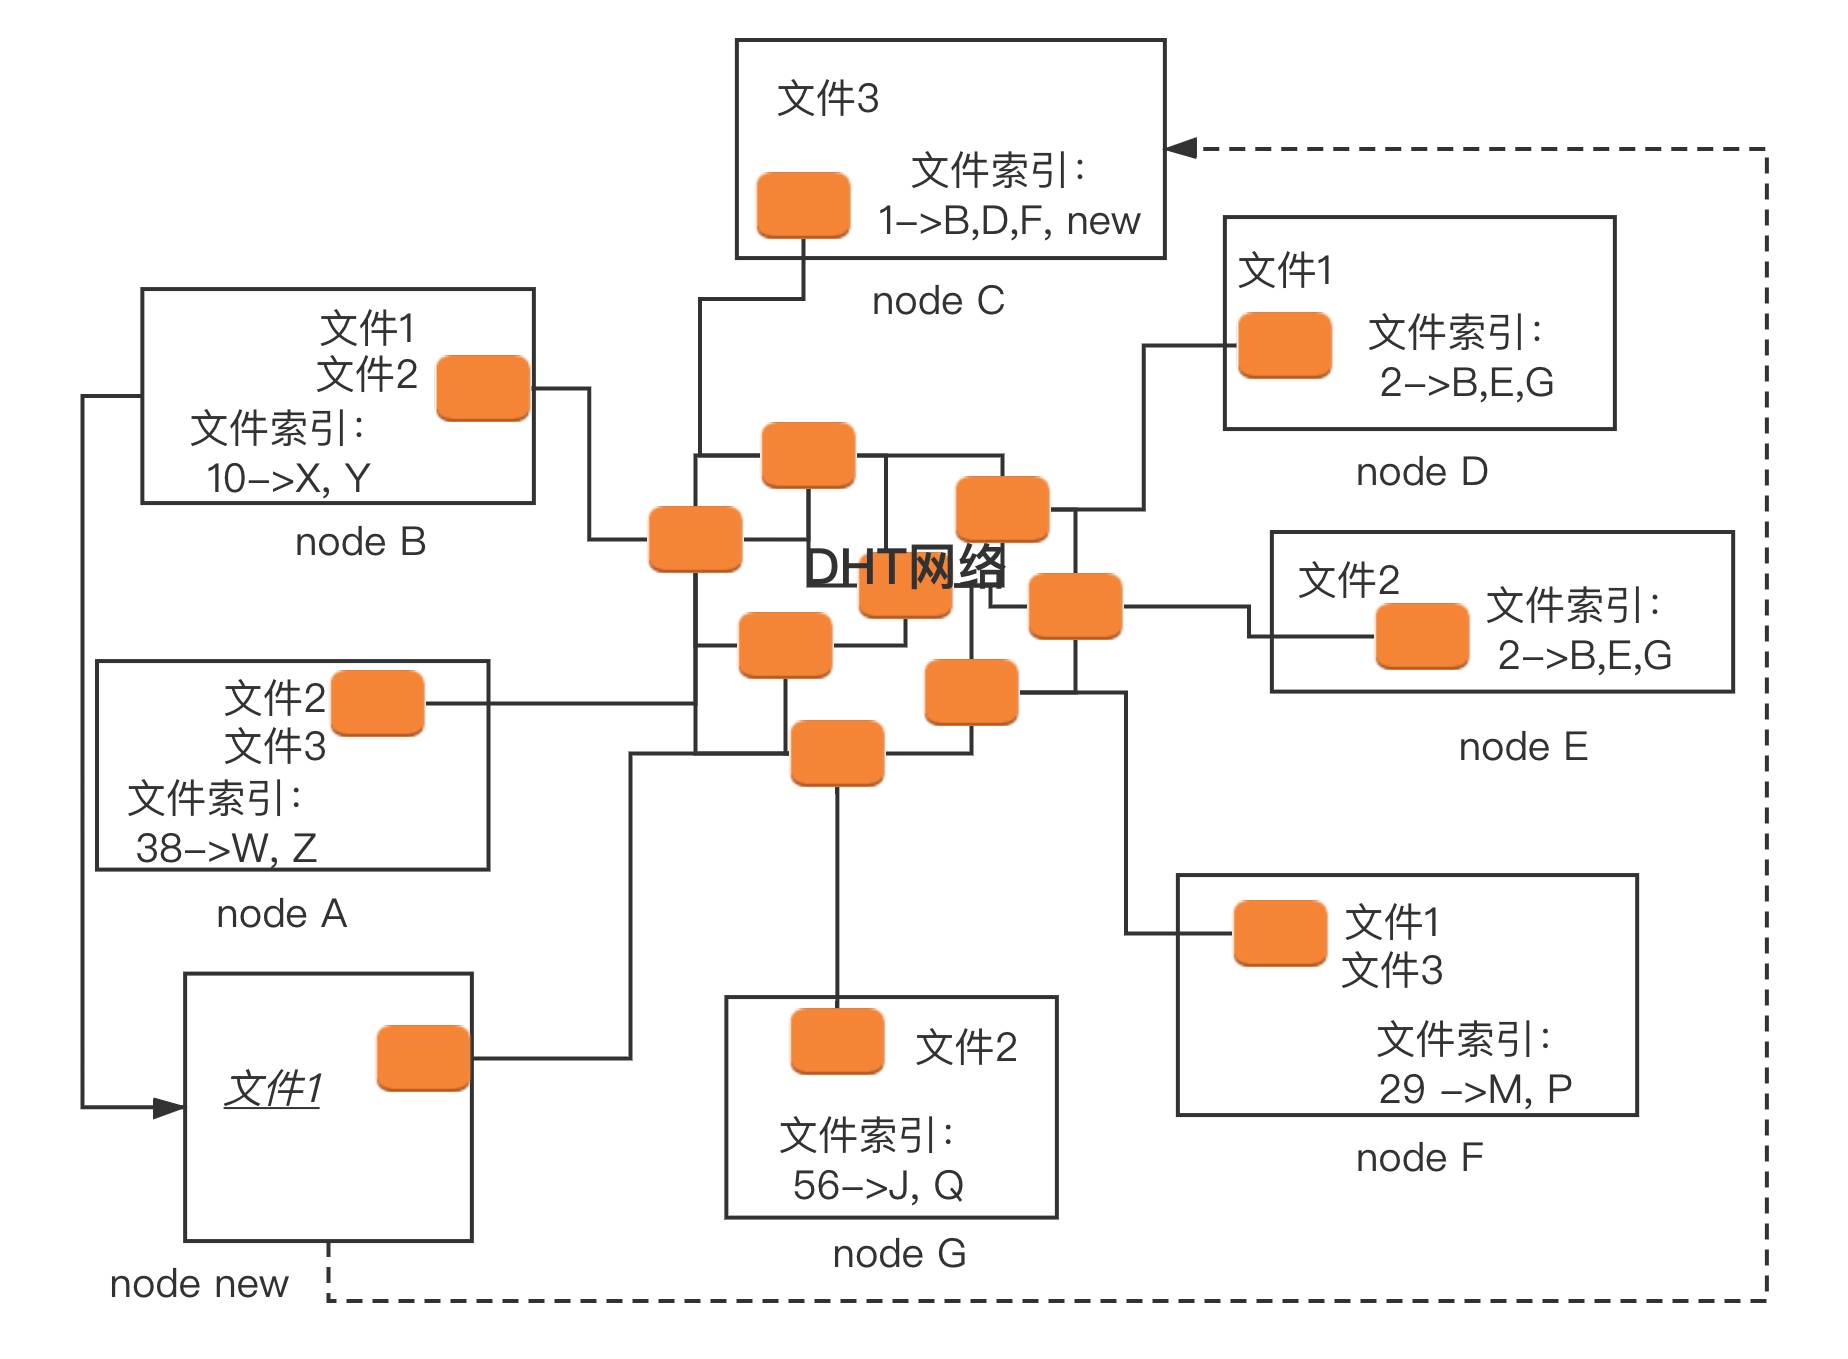 文件3
文件索引：
1->B,D,F, new
node C
文件1
文件索引：
2->B,E,G
node D
文件1
文件2
文件索引：
10->X, Y
node B
DHT网络
文件2
文件索引：
2->B,E,G
node E
文件2
文件3
文件索引：
38->W, Z
node A
文件1
文件3
文件索引：
29 ->M, P
node F
文件1
node new
文件2
文件索引：
56->J, Q
node G